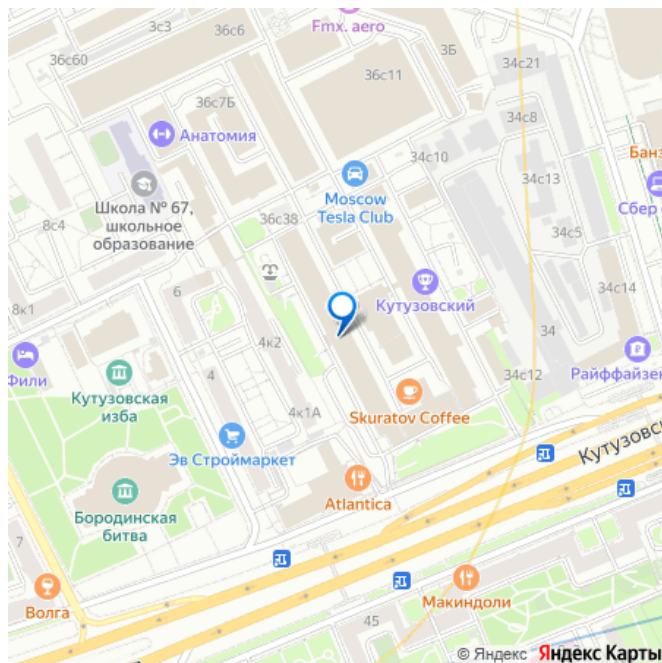 Fmx. aero
3с3
36с6
36с60
3Б
36с11
34с21
36с7Б
Анатомия
34с8
34с10
Банз
Школа № 67,
школьное
образование
Moscow
Tesla Club
34с13
Сбер
8с4
36с38
34с5
Кутузовский
34с14
6
8к1
4к2
34
Фили
Кутузовская
изба
4
34с12
Райффайзен
4к1А
Skuratov Coffee
Эв Строймаркет
Кутузовс
Atlantica
Бородинская
битва
7
Волга
Макиндоли
45
© Яндекс Яндекс Карты